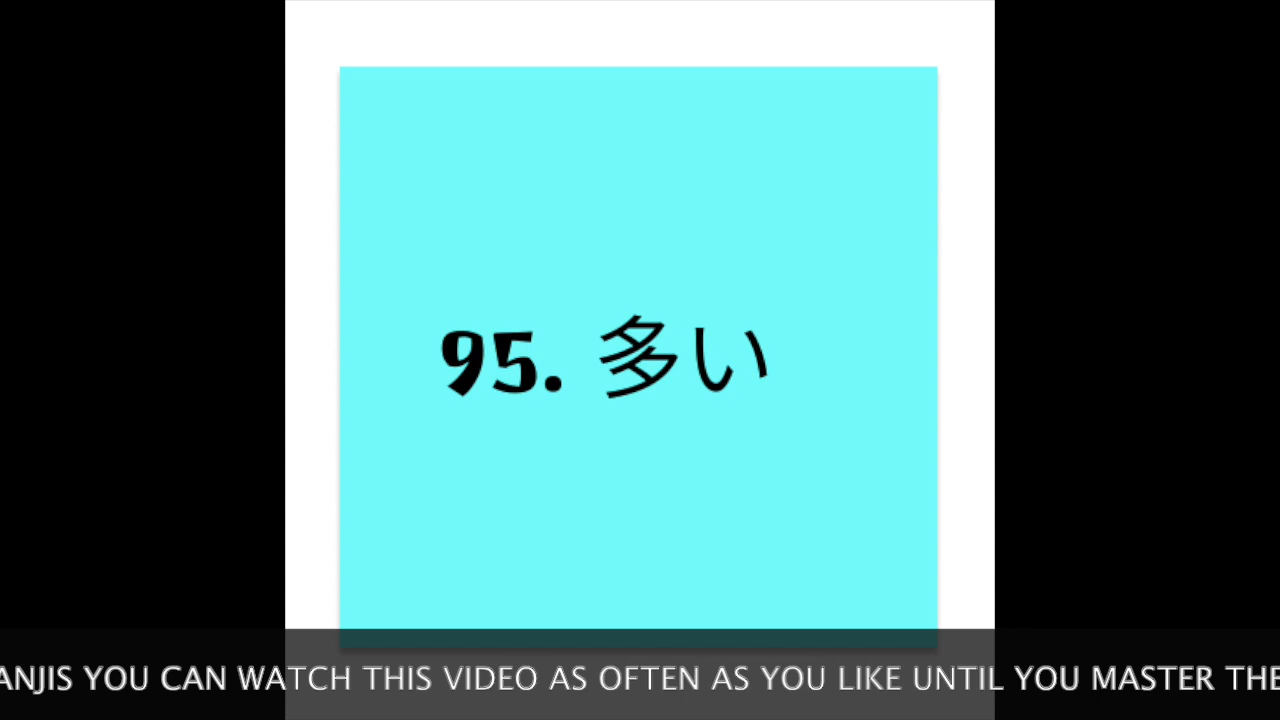 95. 多い
ANJIS YOU CAN WATCH THIS VIDEO AS OFTEN AS YOU LIKE UNTIL YOU MASTER THE